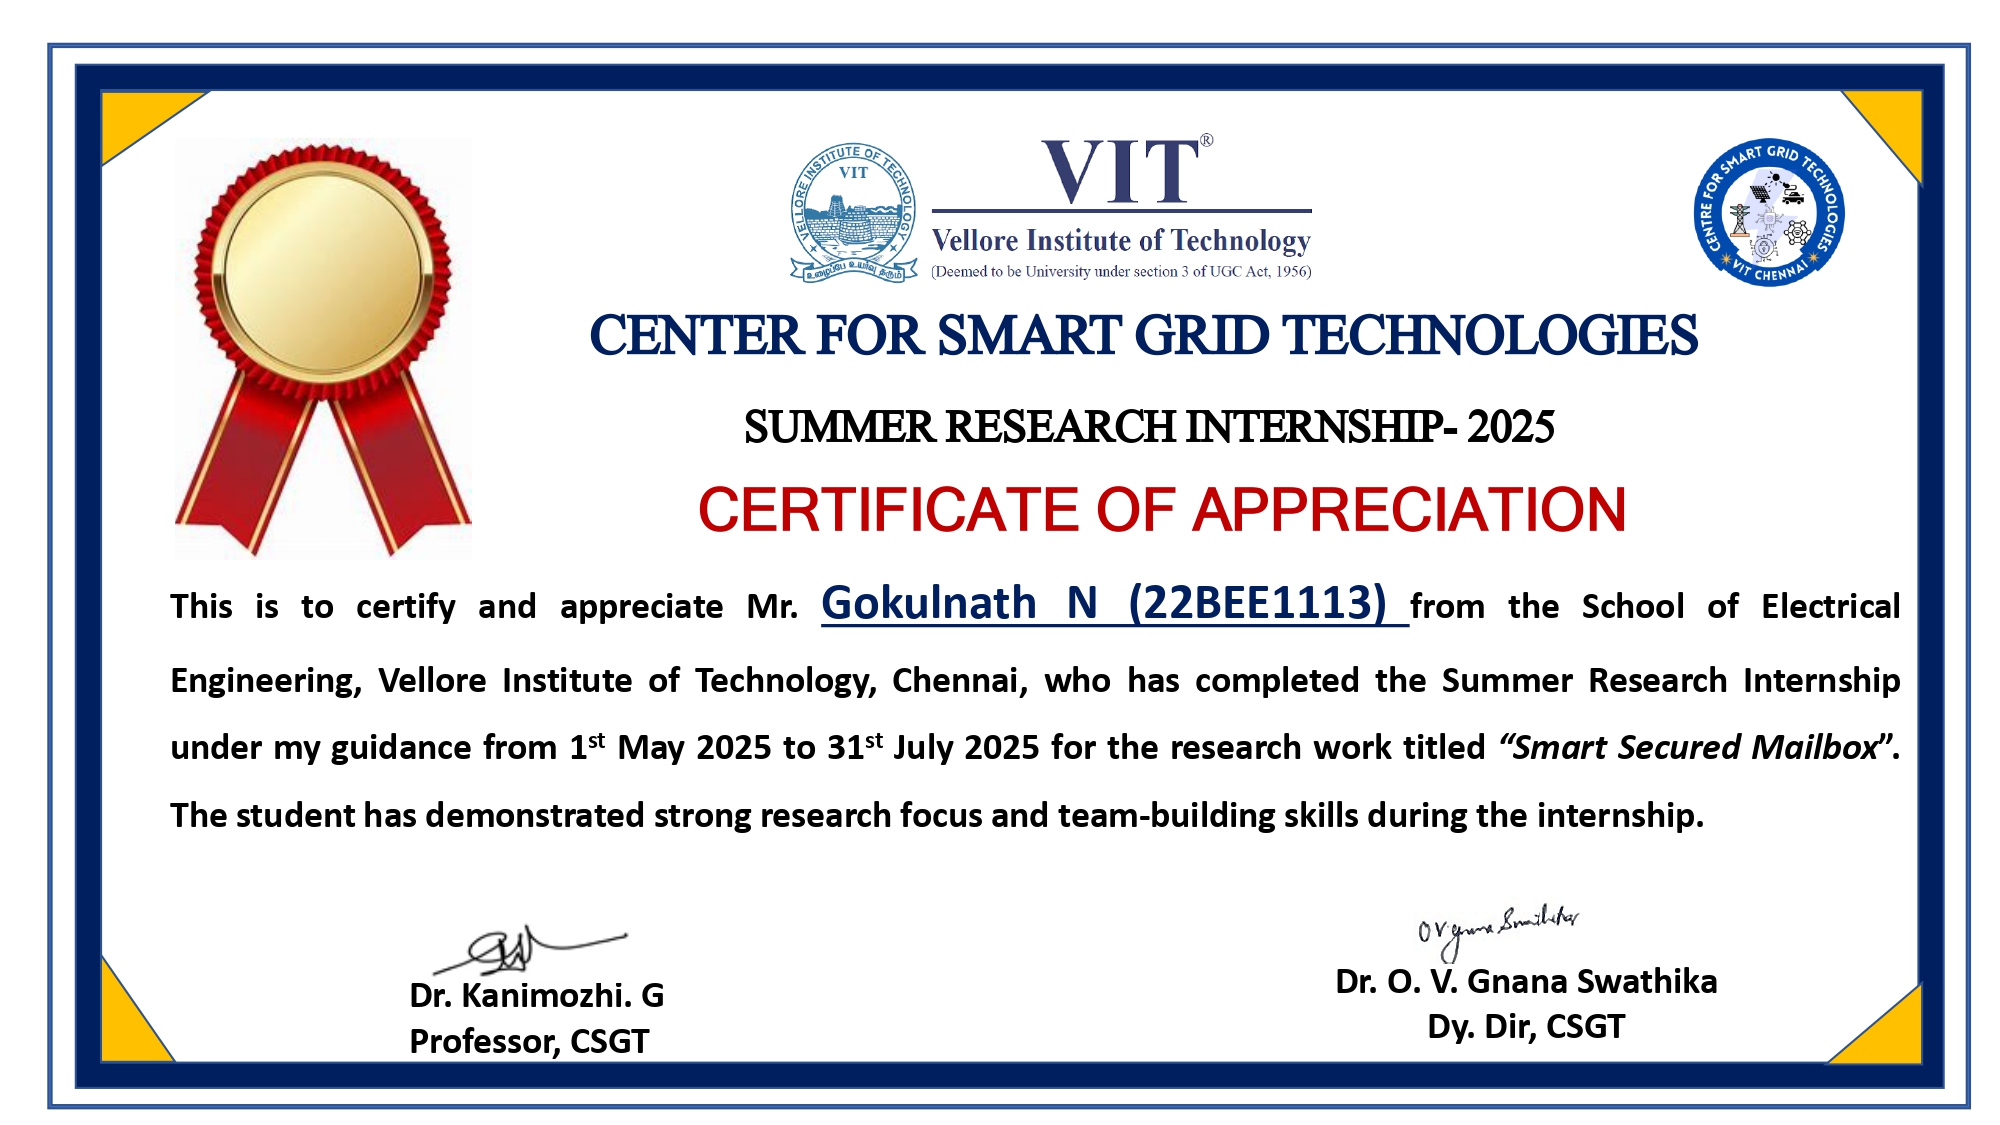 VELLORE INSTITUTE OF TECHNOLOGY
VIT
உழைப்பே உயர்வு தரும்
VIT®
Vellore Institute of Technology
(Deemed to be University under section 3 of UGC Act, 1956)
CENTRE FOR SMART GRID TECHNOLOGIES
VIT CHENNAI
CENTER FOR SMART GRID TECHNOLOGIES
SUMMER RESEARCH INTERNSHIP- 2025
CERTIFICATE OF APPRECIATION
This is to certify and appreciate Mr. Gokulnath N (22BEE1113) from the School of Electrical
Engineering, Vellore Institute of Technology, Chennai, who has completed the Summer Research Internship
under my guidance from 1st May 2025 to 31st July 2025 for the research work titled “Smart Secured Mailbox”.
The student has demonstrated strong research focus and team-building skills during the internship.
Dr. Kanimozhi. G
Professor, CSGT
O V Gnana Swathika
Dr. O. V. Gnana Swathika
Dy. Dir, CSGT